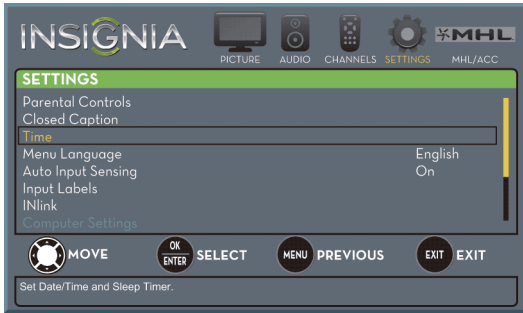 INSIGNIA
MHL
PICTURE AUDIO CHANNELS SETTINGS MHL/ACC
SETTINGS
Parental Controls
Closed Caption
Time
Menu Language English
Auto Input Sensing On
Input Labels
INlink
Computer Settings
MOVE OK ENTER SELECT MENU PREVIOUS EXIT EXIT
Set Date/Time and Sleep Timer.